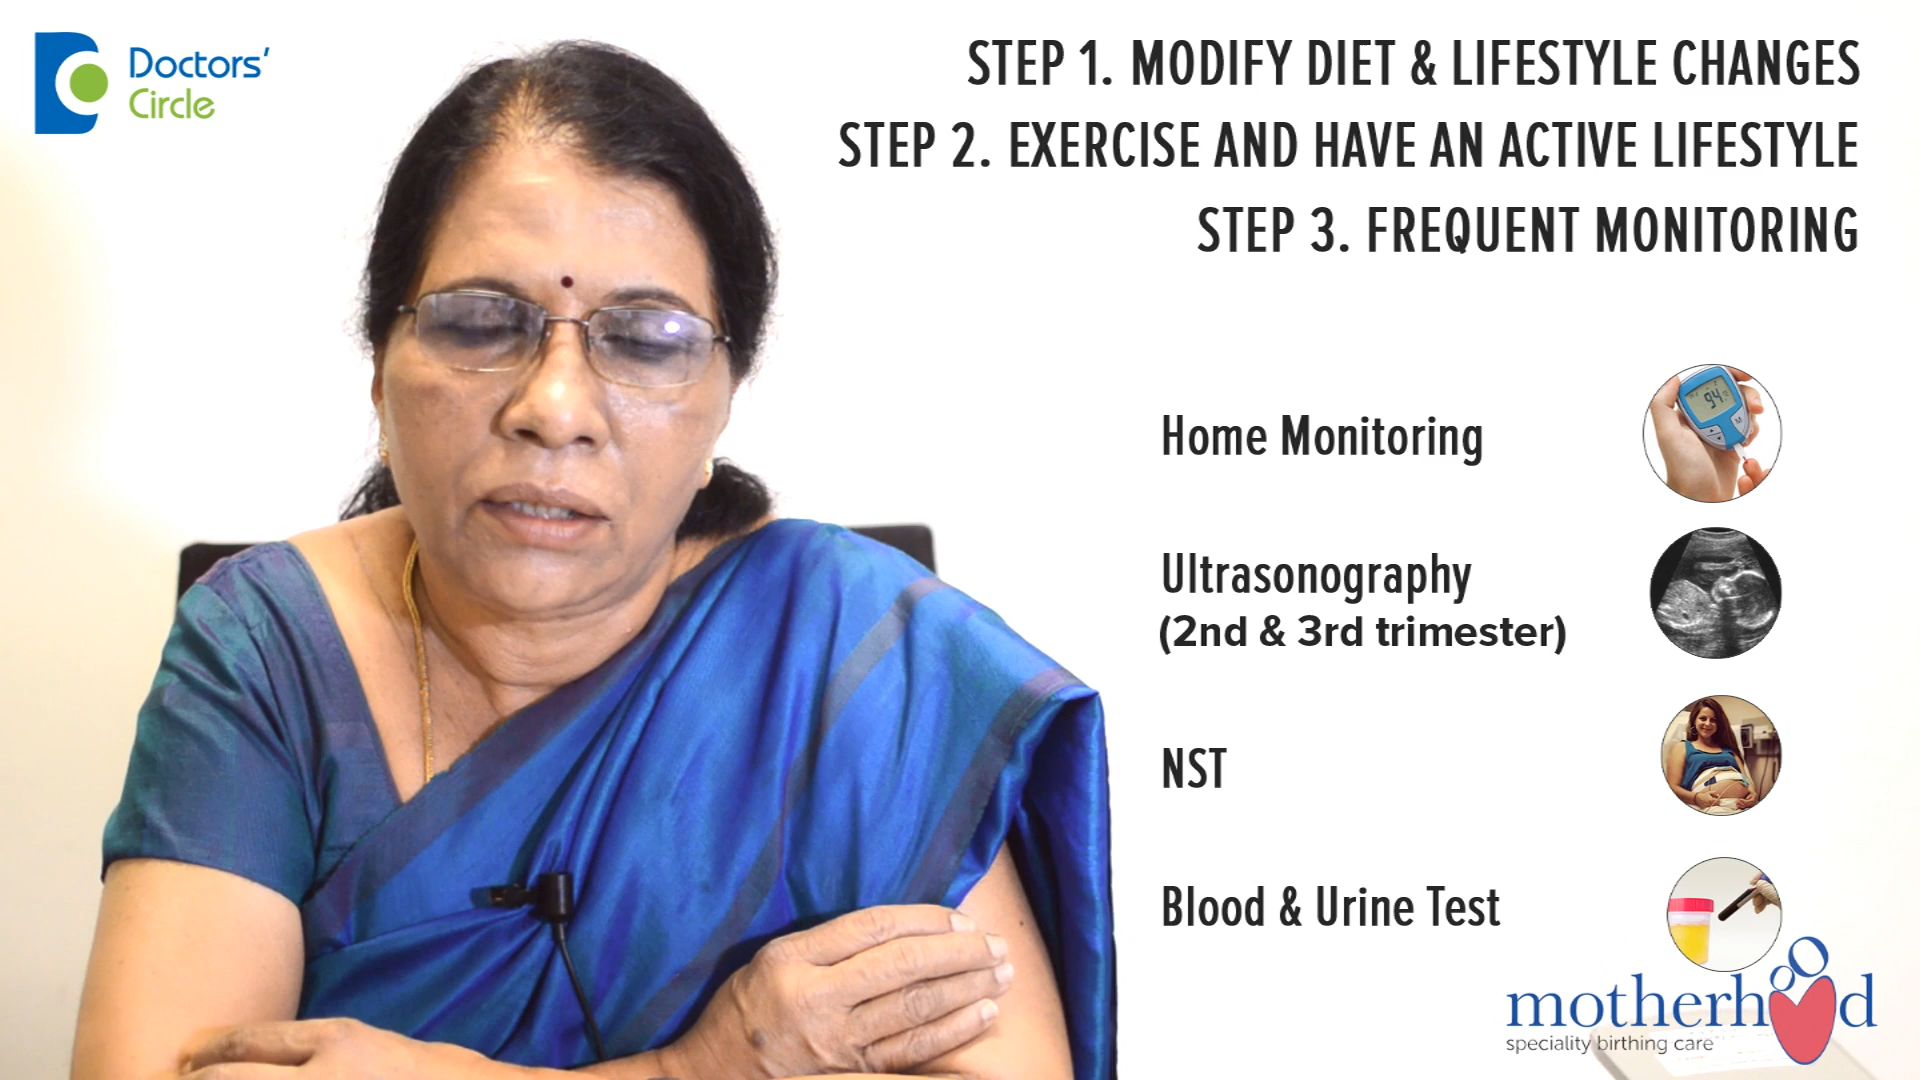 Doctors'
Circle
STEP 1. MODIFY DIET & LIFESTYLE CHANGES
STEP 2. EXERCISE AND HAVE AN ACTIVE LIFESTYLE
STEP 3. FREQUENT MONITORING
Home Monitoring
94
Ultrasonography
(2nd & 3rd trimester)
NST
Blood & Urine Test
motherhood
speciality birthing care